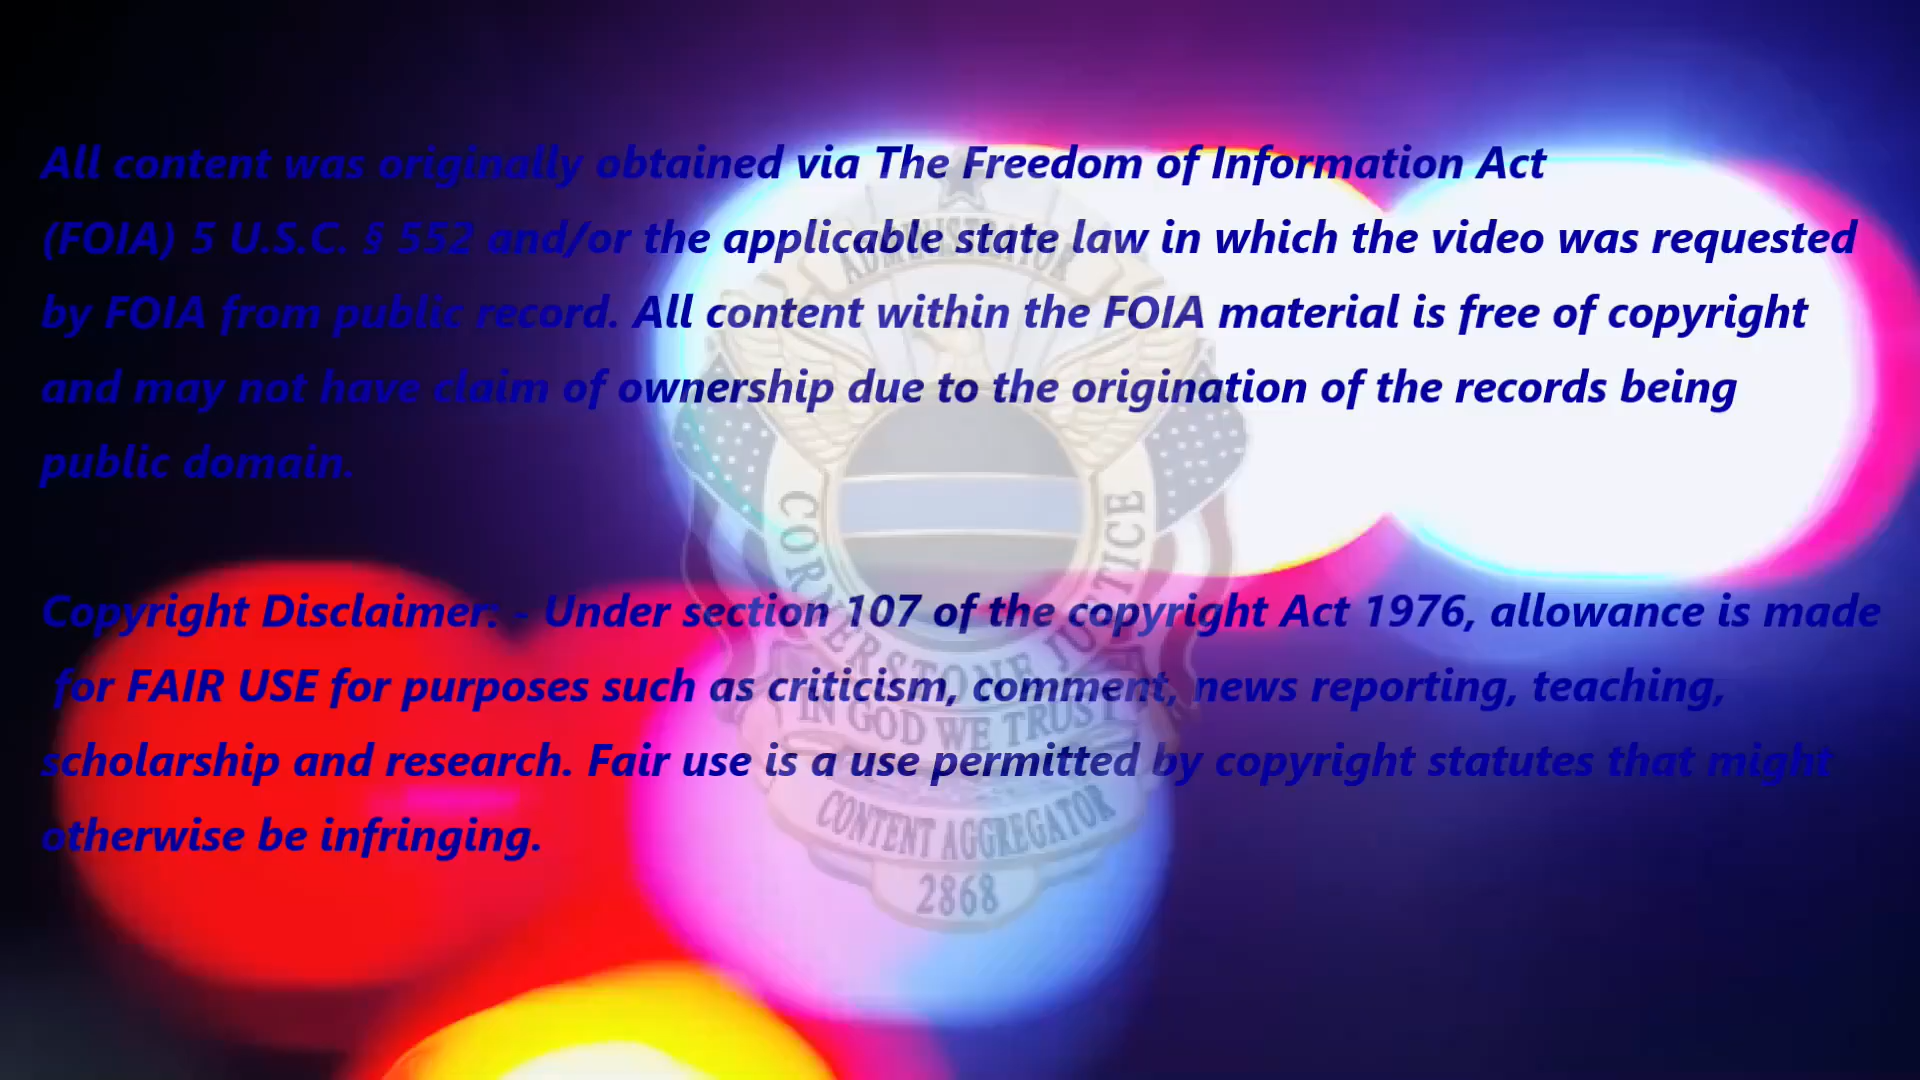 All content was originally obtained via The Freedom of Information Act
(FOIA) 5 U.S.C. § 552 and/or the applicable state law in which the video was requested
by FOIA from public record. All content within the FOIA material is free of copyright
and may not have claim of ownership due to the origination of the records being
public domain.
Copyright Disclaimer: - Under section 107 of the copyright Act 1976, allowance is made
for FAIR USE for purposes such as criticism, comment, news reporting, teaching,
scholarship and research. Fair use is a use permitted by copyright statutes that might
otherwise be infringing.
ADMINISTRATOR
CORNERSTONE JUSTICE
IN GOD WE TRUST
CONTENT AGGREGATOR
2868